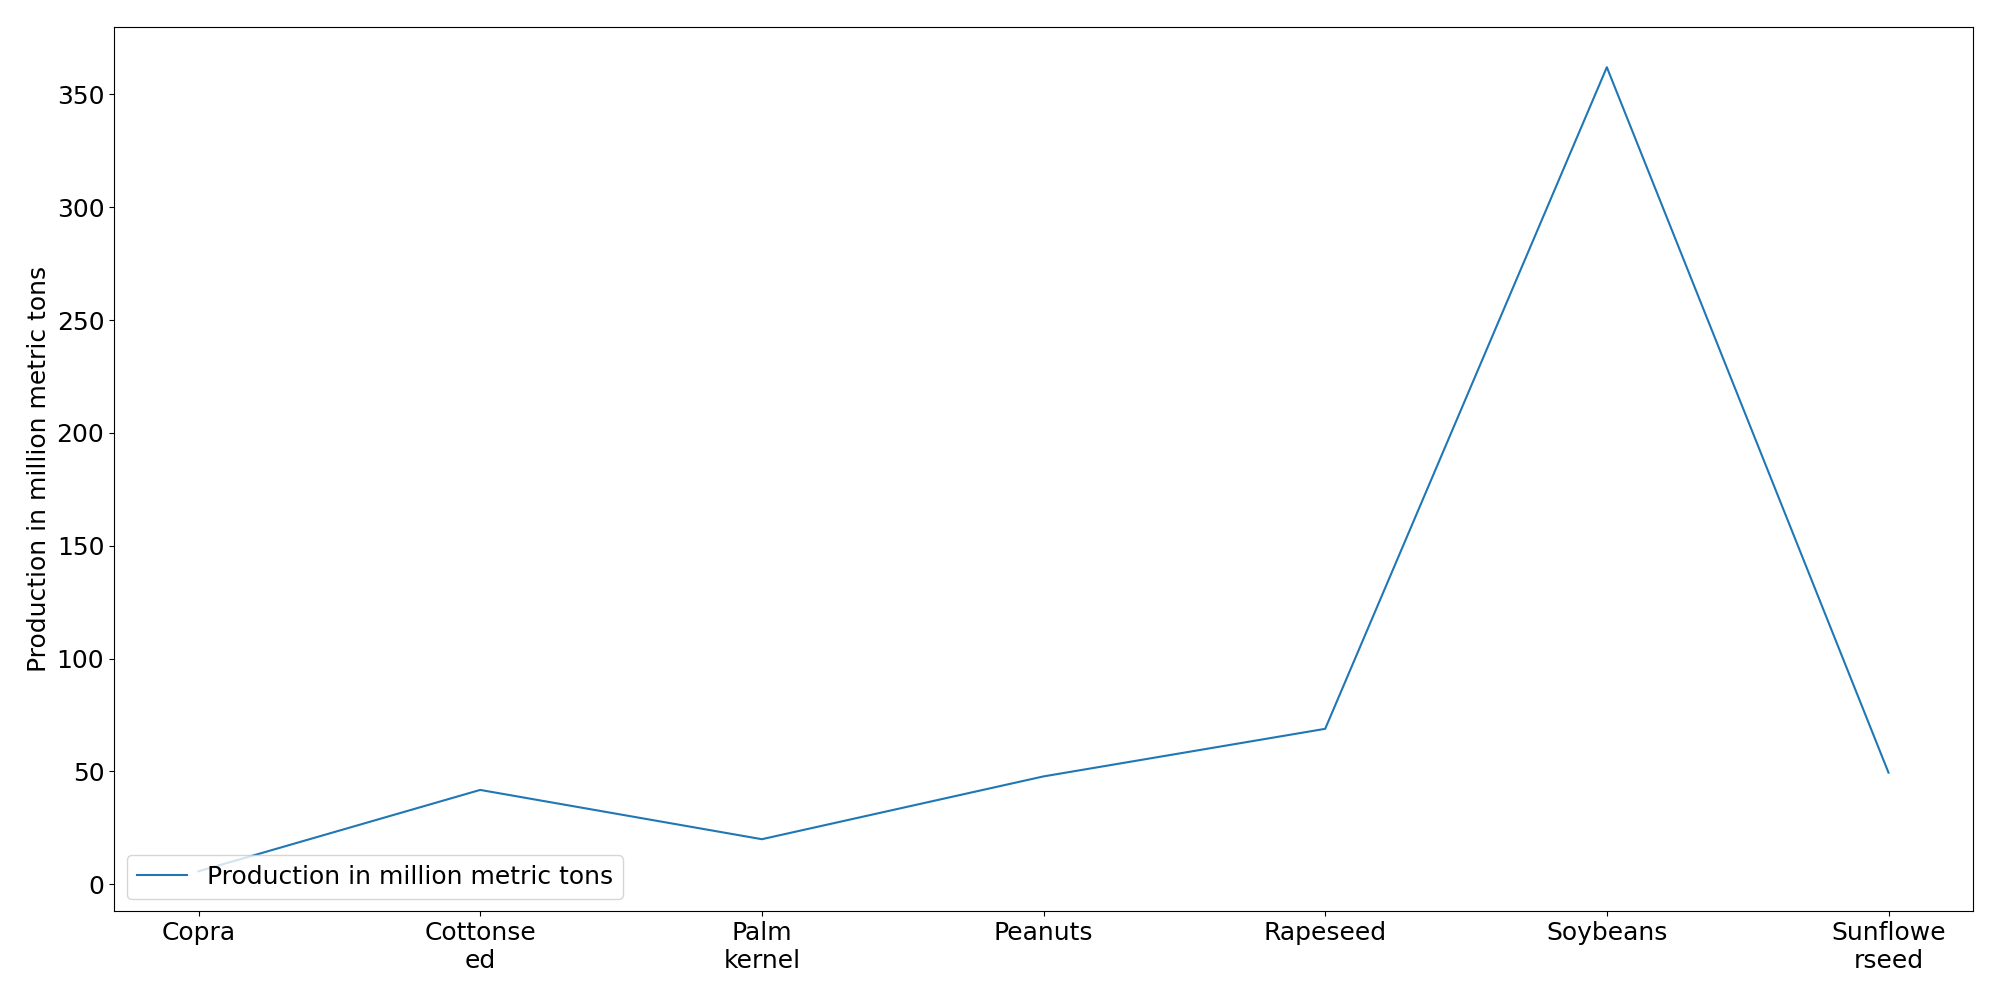 Production in million metric tons
350
300
250
200
150
100
50
0
Production in million metric tons
Copra
Cottonse
ed
Palm
kernel
Peanuts
Rapeseed
Soybeans
Sunflowe
rseed